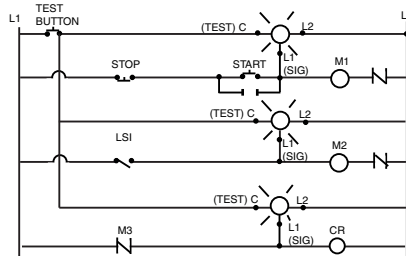 TEST
L1
BUTTON
(TEST) C
L2
L
L1
(SIG)
STOP
START
M1
(TEST) C
L2
L1
(SIG)
LSI
M2
(TEST) C
L2
L1
(SIG)
M3
CR